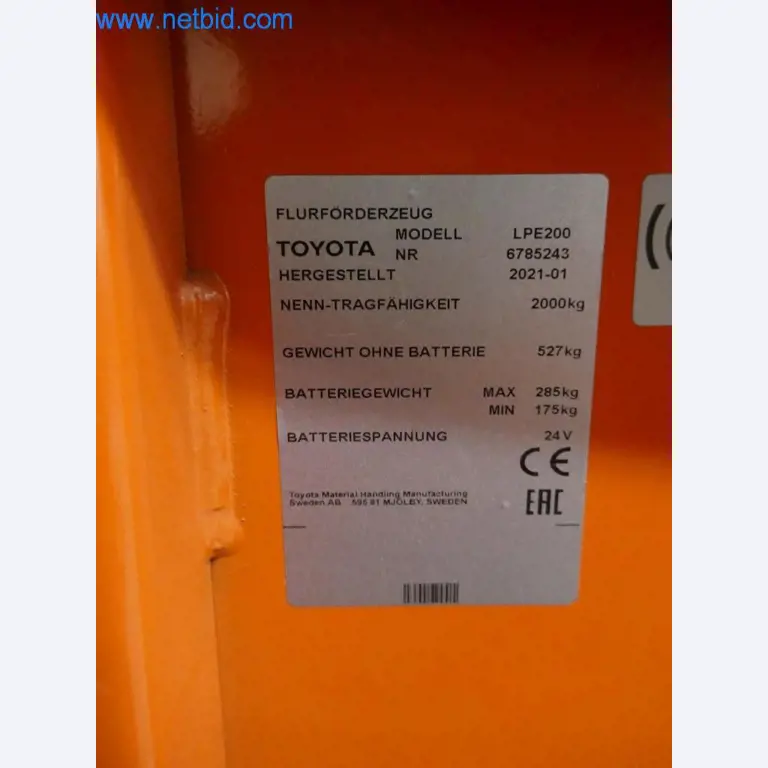 www.netbid.com
FLURFÖRDERZEUG
TOYOTA MODELL LPE200
NR 6785243
HERGESTELLT 2021-01
NENN-TRAGFÄHIGKEIT 2000kg
GEWICHT OHNE BATTERIE 527kg
BATTERIEGEWICHT MAX 285kg
MIN 175kg
BATTERIESPANNUNG 24V
CE
Toyota Material Handling Manufacturing
Sweden AB 595 81 MJÖLBY, SWEDEN
EAC